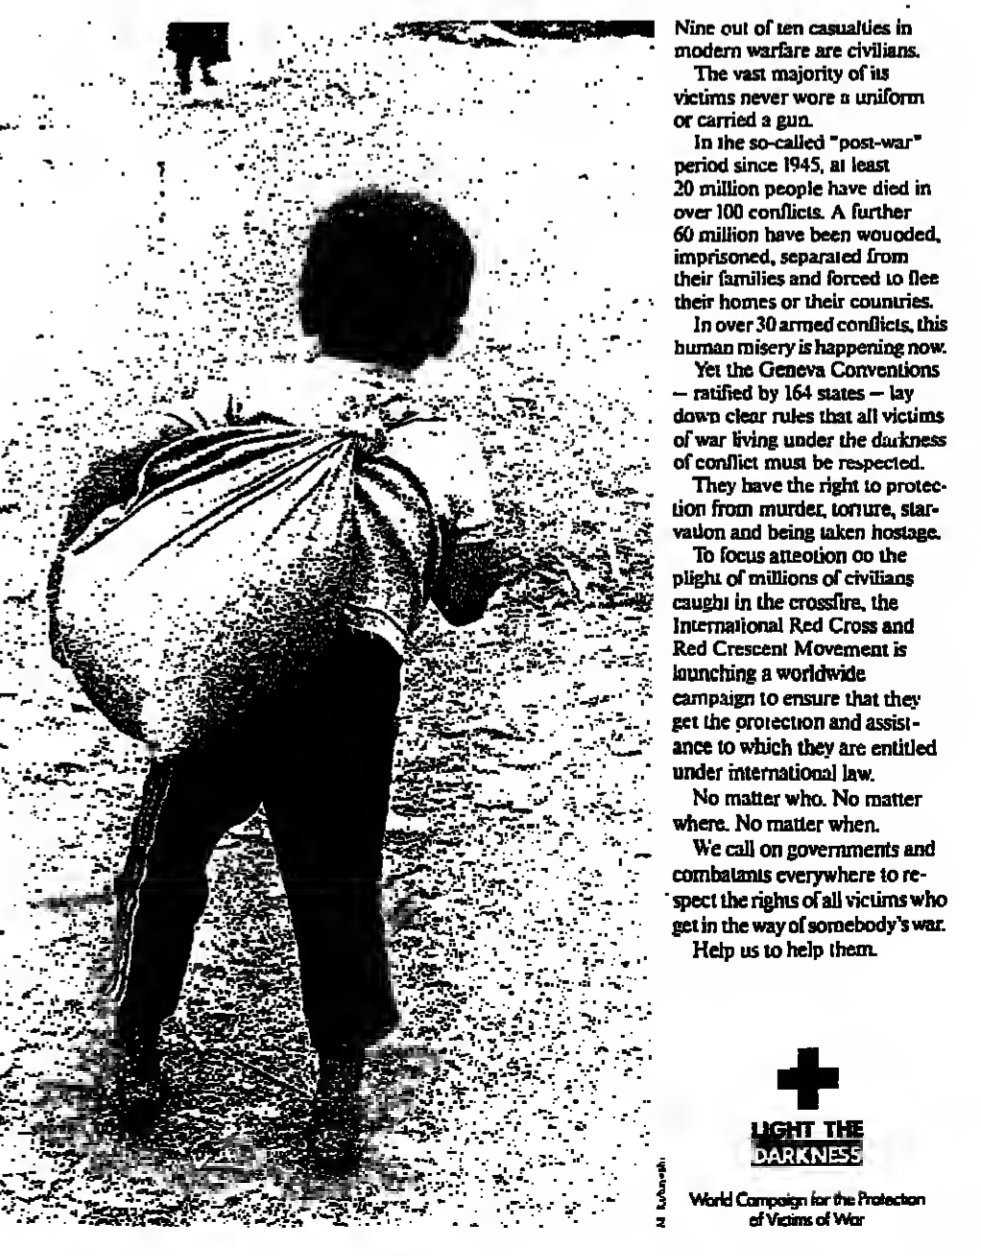 Nine out of ten casualties in
modern warfare are civilians.
The vast majority of its
victims never wore a uniform
or carried a gun.
In the so-called "post-war"
period since 1945, at least
20 million people have died in
over 100 conflicts. A further
60 million have been wounded,
imprisoned, separated from
their families and forced to flee
their homes or their countries.
In over 30 armed conflicts, this
human misery is happening now.
Yet the Geneva Conventions
— ratified by 164 states — lay
down clear rules that all victims
of war living under the darkness
of conflict must be respected.
They have the right to protec-
tion from murder, torture, star-
vation and being taken hostage.
To focus attention on the
plight of millions of civilians
caught in the crossfire, the
International Red Cross and
Red Crescent Movement is
launching a worldwide
campaign to ensure that they
get the protection and assist-
ance to which they are entitled
under international law.
No matter who. No matter
where. No matter when.
We call on governments and
combatants everywhere to re-
spect the rights of all victims who
get in the way of somebody's war.
Help us to help them.
LIGHT THE
DARKNESS
World Campaign for the Protection
of Victims of War